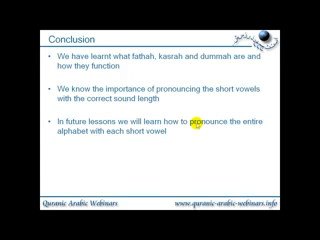 Conclusion
• We have learnt what fathah, kasrah and dummah are and
how they function
• We know the importance of pronouncing the short vowels
with the correct sound length
• In future lessons we will learn how to pronounce the entire
alphabet with each short vowel
Quranic Arabic Webinars www.quranic-arabic-webinars.info